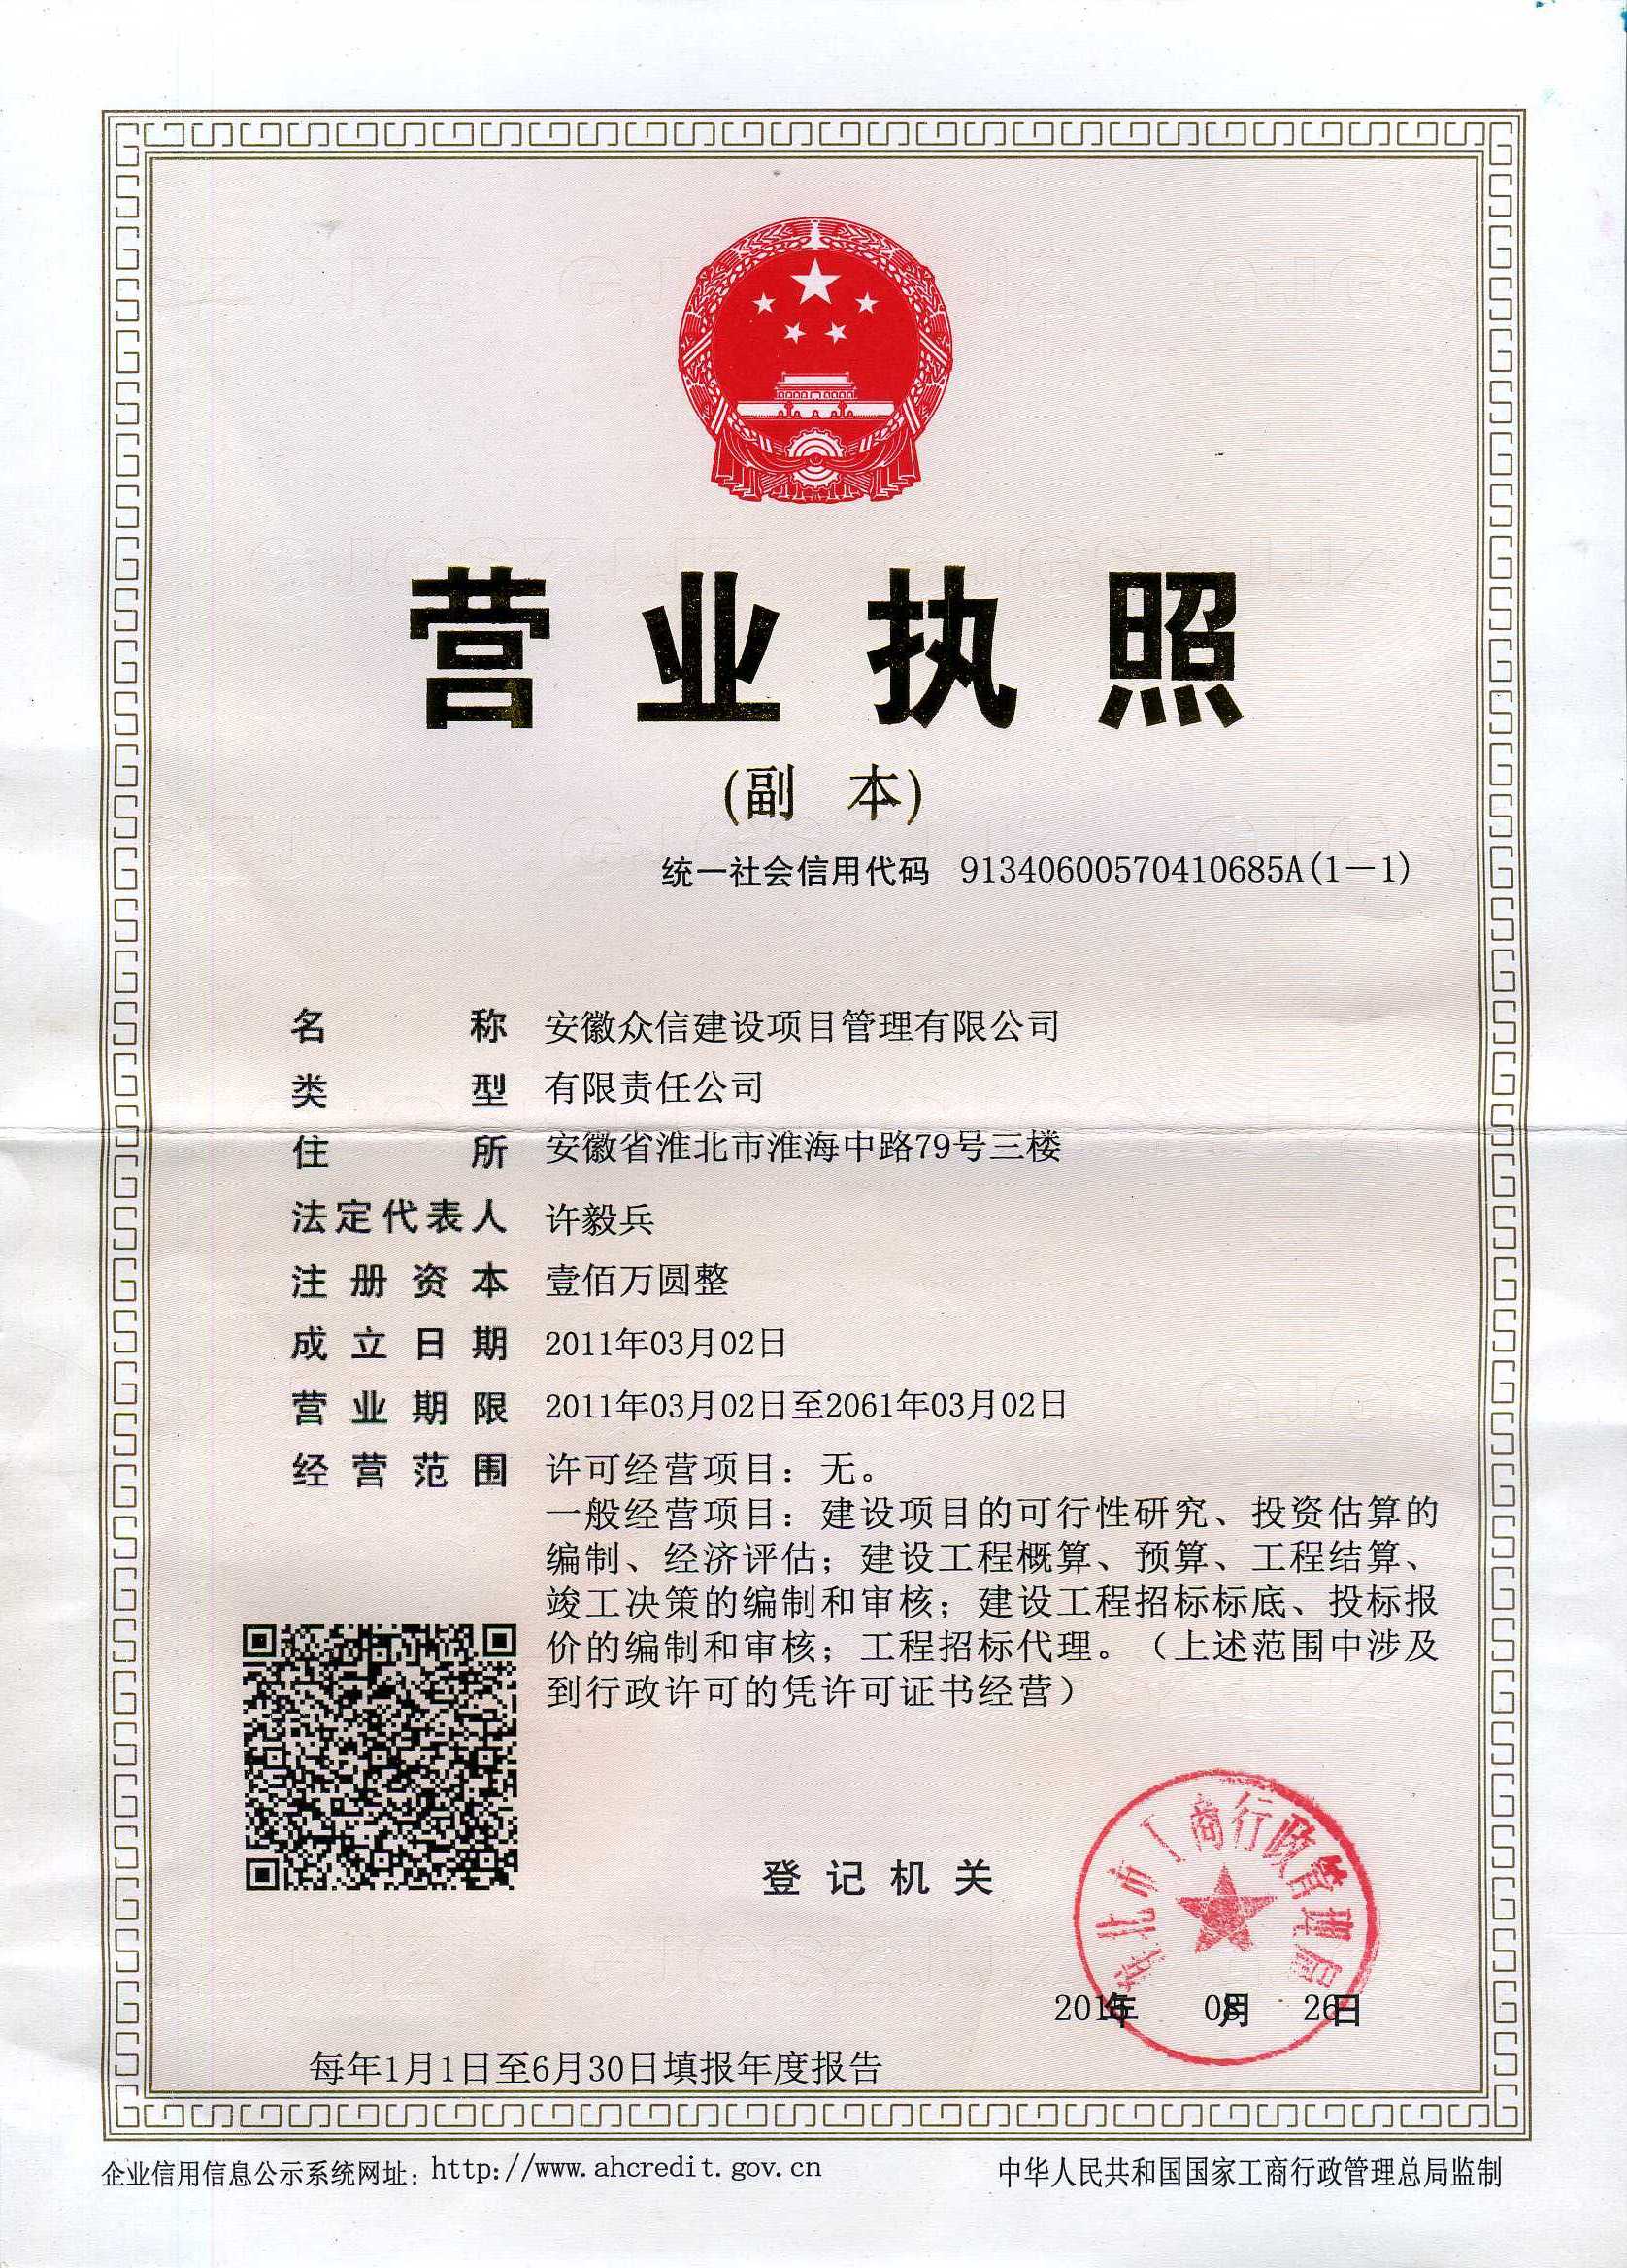 营业执照
(副 本)
统一社会信用代码 91340600570410685A(1-1)
名称 安徽众信建设项目管理有限公司
类型 有限责任公司
住所 安徽省淮北市淮海中路79号三楼
法定代表人 许毅兵
注册资本 壹佰万圆整
成立日期 2011年03月02日
营业期限 2011年03月02日至2061年03月02日
经营范围 许可经营项目：无。
一般经营项目：建设项目的可行性研究、投资估算的
编制、经济评估；建设工程概算、预算、工程结算、
竣工决策的编制和审核；建设工程招标标底、投标报
价的编制和审核；工程招标代理。（上述范围中涉及
到行政许可的凭许可证书经营）
淮北市工商行政管理局
登记机关
2015年 08月 26日
每年1月1日至6月30日填报年度报告
企业信用信息公示系统网址：http://www.ahcredit.gov.cn
中华人民共和国国家工商行政管理总局监制